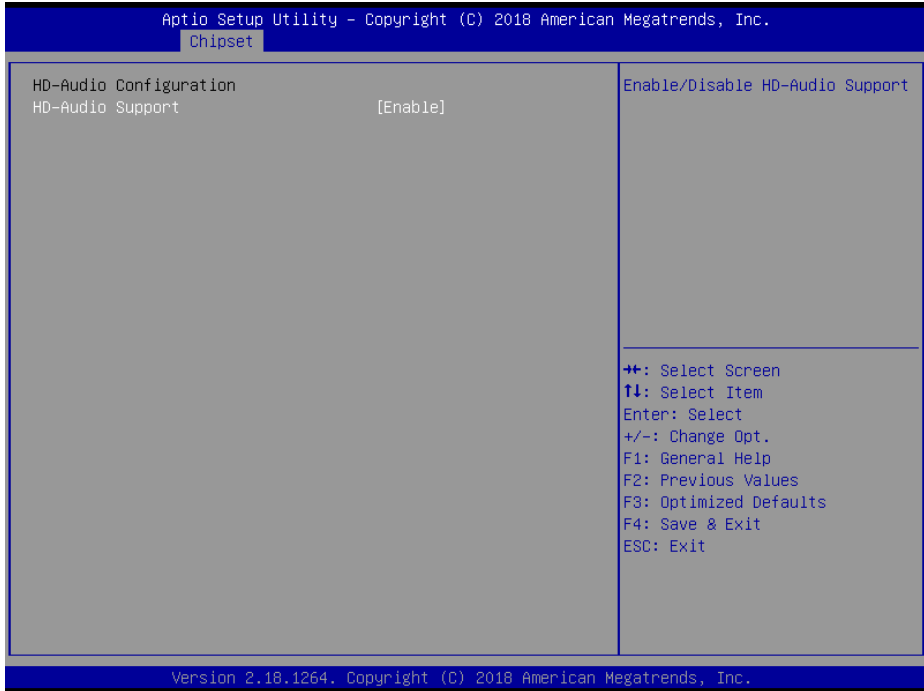 Aptio Setup Utility – Copyright (C) 2018 American Megatrends, Inc.
Chipset
HD-Audio Configuration
HD-Audio Support [Enable]
Enable/Disable HD-Audio Support
→←: Select Screen
↑↓: Select Item
Enter: Select
+/-: Change Opt.
F1: General Help
F2: Previous Values
F3: Optimized Defaults
F4: Save & Exit
ESC: Exit
Version 2.18.1264. Copyright (C) 2018 American Megatrends, Inc.